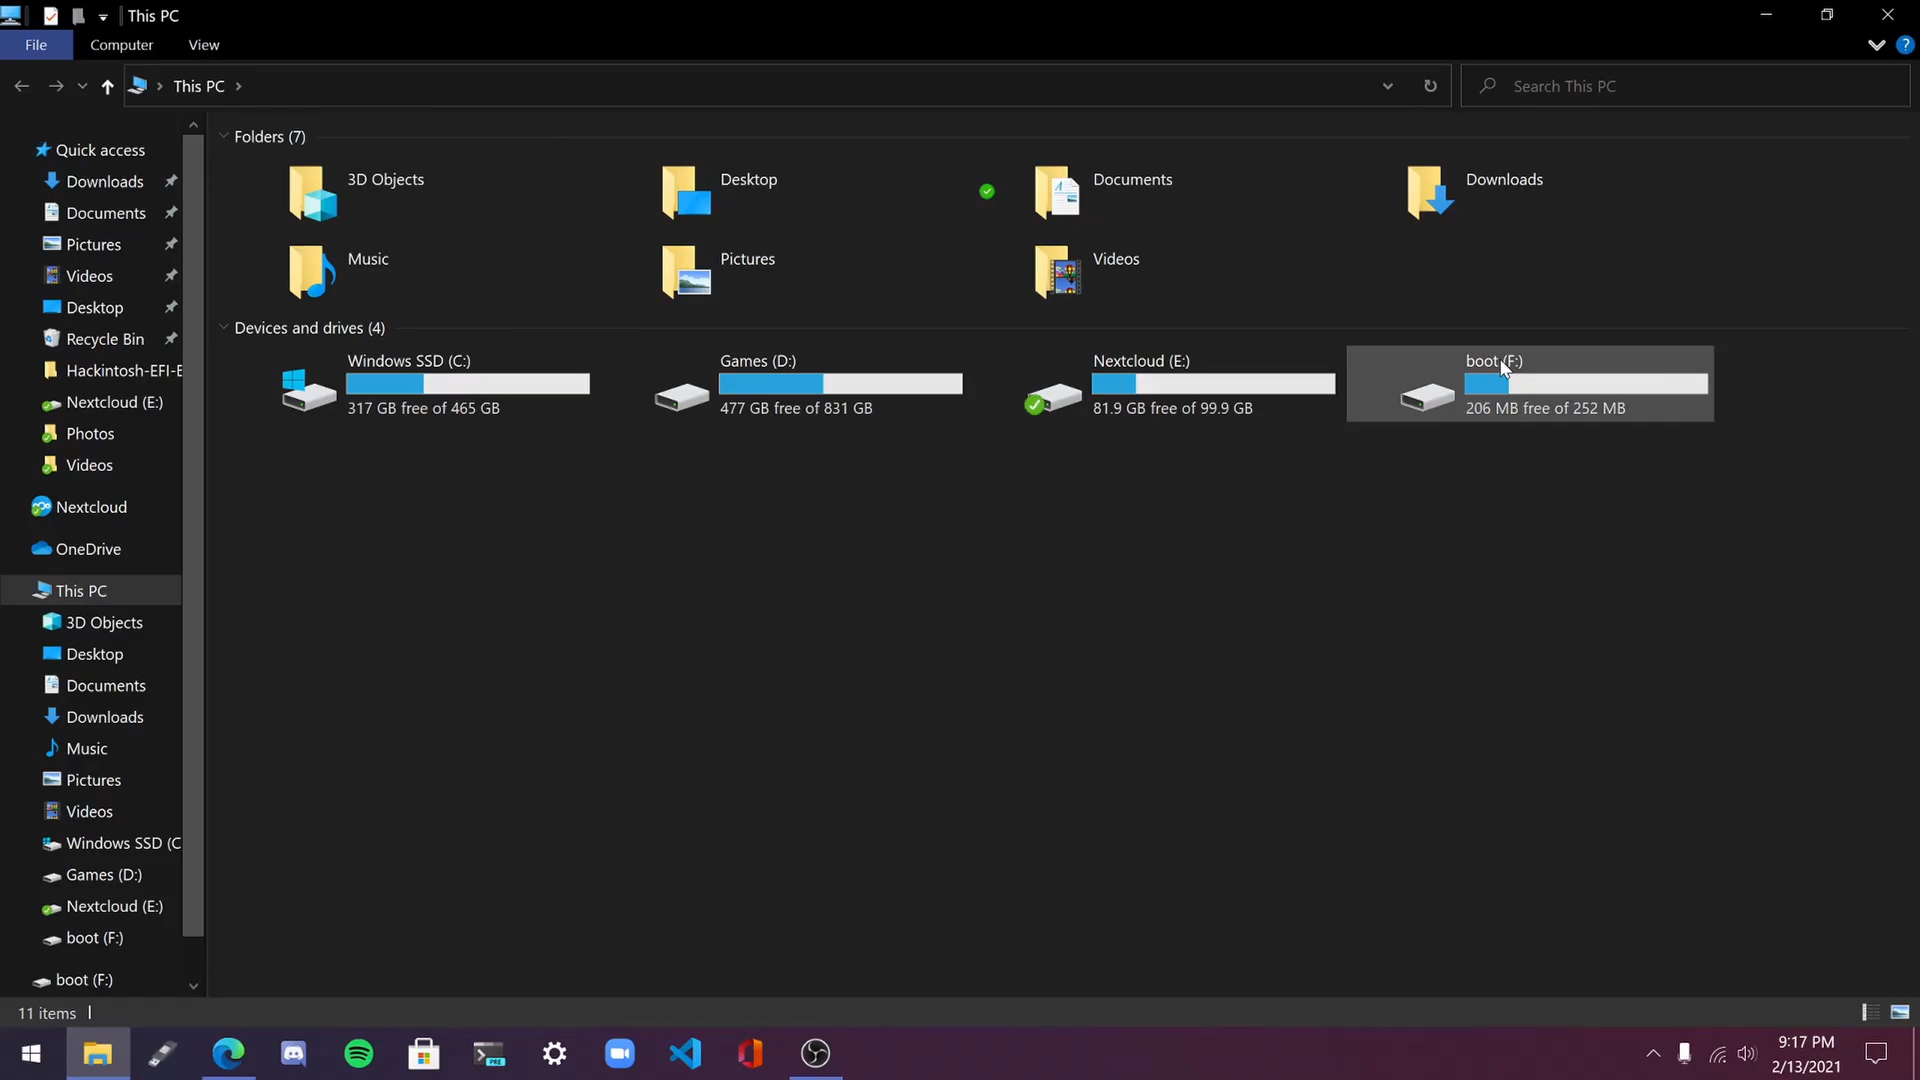 This PC
File
Computer
View
This PC
Search This PC
Quick access
Downloads
Documents
Pictures
Videos
Desktop
Recycle Bin
Hackintosh-EFI-E
Nextcloud (E:)
Photos
Videos
Nextcloud
OneDrive
This PC
3D Objects
Desktop
Documents
Downloads
Music
Pictures
Videos
Windows SSD (C
Games (D:)
Nextcloud (E:)
boot (F:)
boot (F:)
Folders (7)
3D Objects
Desktop
Documents
Downloads
Music
Pictures
Videos
Devices and drives (4)
Windows SSD (C:)
317 GB free of 465 GB
Games (D:)
477 GB free of 831 GB
Nextcloud (E:)
81.9 GB free of 99.9 GB
boot (F:)
206 MB free of 252 MB
11 items
PRE
9:17 PM
2/13/2021